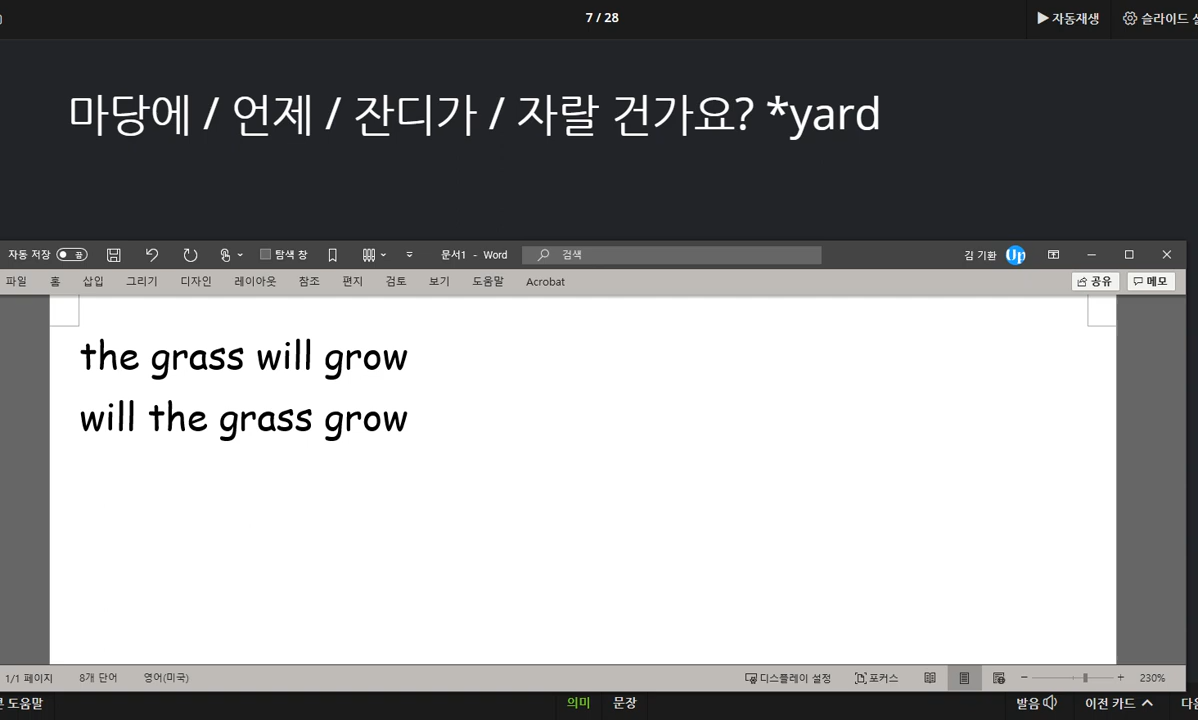 7 / 28
자동재생
슬라이드
마당에 / 언제 / 잔디가 / 자랄 건가요? *yard
자동 저장
끔
탐색 창
문서1 - Word
검색
김 기환
Up
파일 홈 삽입 그리기 디자인 레이아웃 참조 편지 검토 보기 도움말 Acrobat
공유
메모
the grass will grow
will the grass grow
1/1 페이지 8개 단어 영어(미국)
디스플레이 설정 포커스 - + 230%
도움말
의미 문장
발음 이전 카드